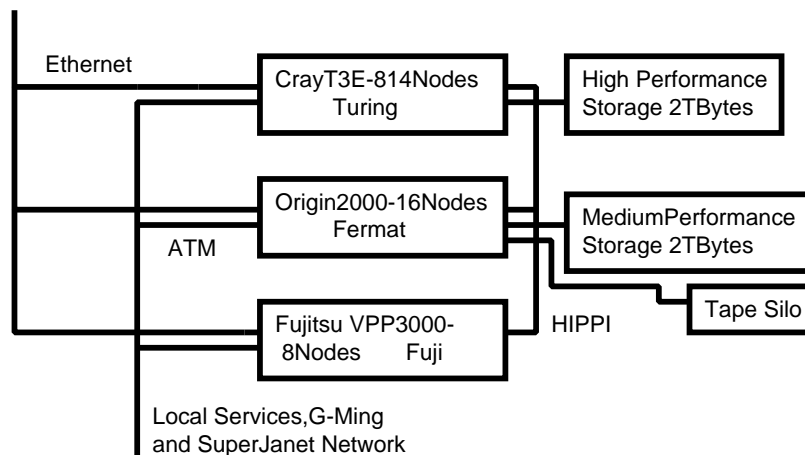 Ethernet
CrayT3E-814Nodes
Turing
High Performance
Storage 2TBytes
Origin2000-16Nodes
Fermat
MediumPerformance
Storage 2TBytes
ATM
Tape Silo
Fujitsu VPP3000-
8Nodes Fuji
HIPPI
Local Services,G-Ming
and SuperJanet Network